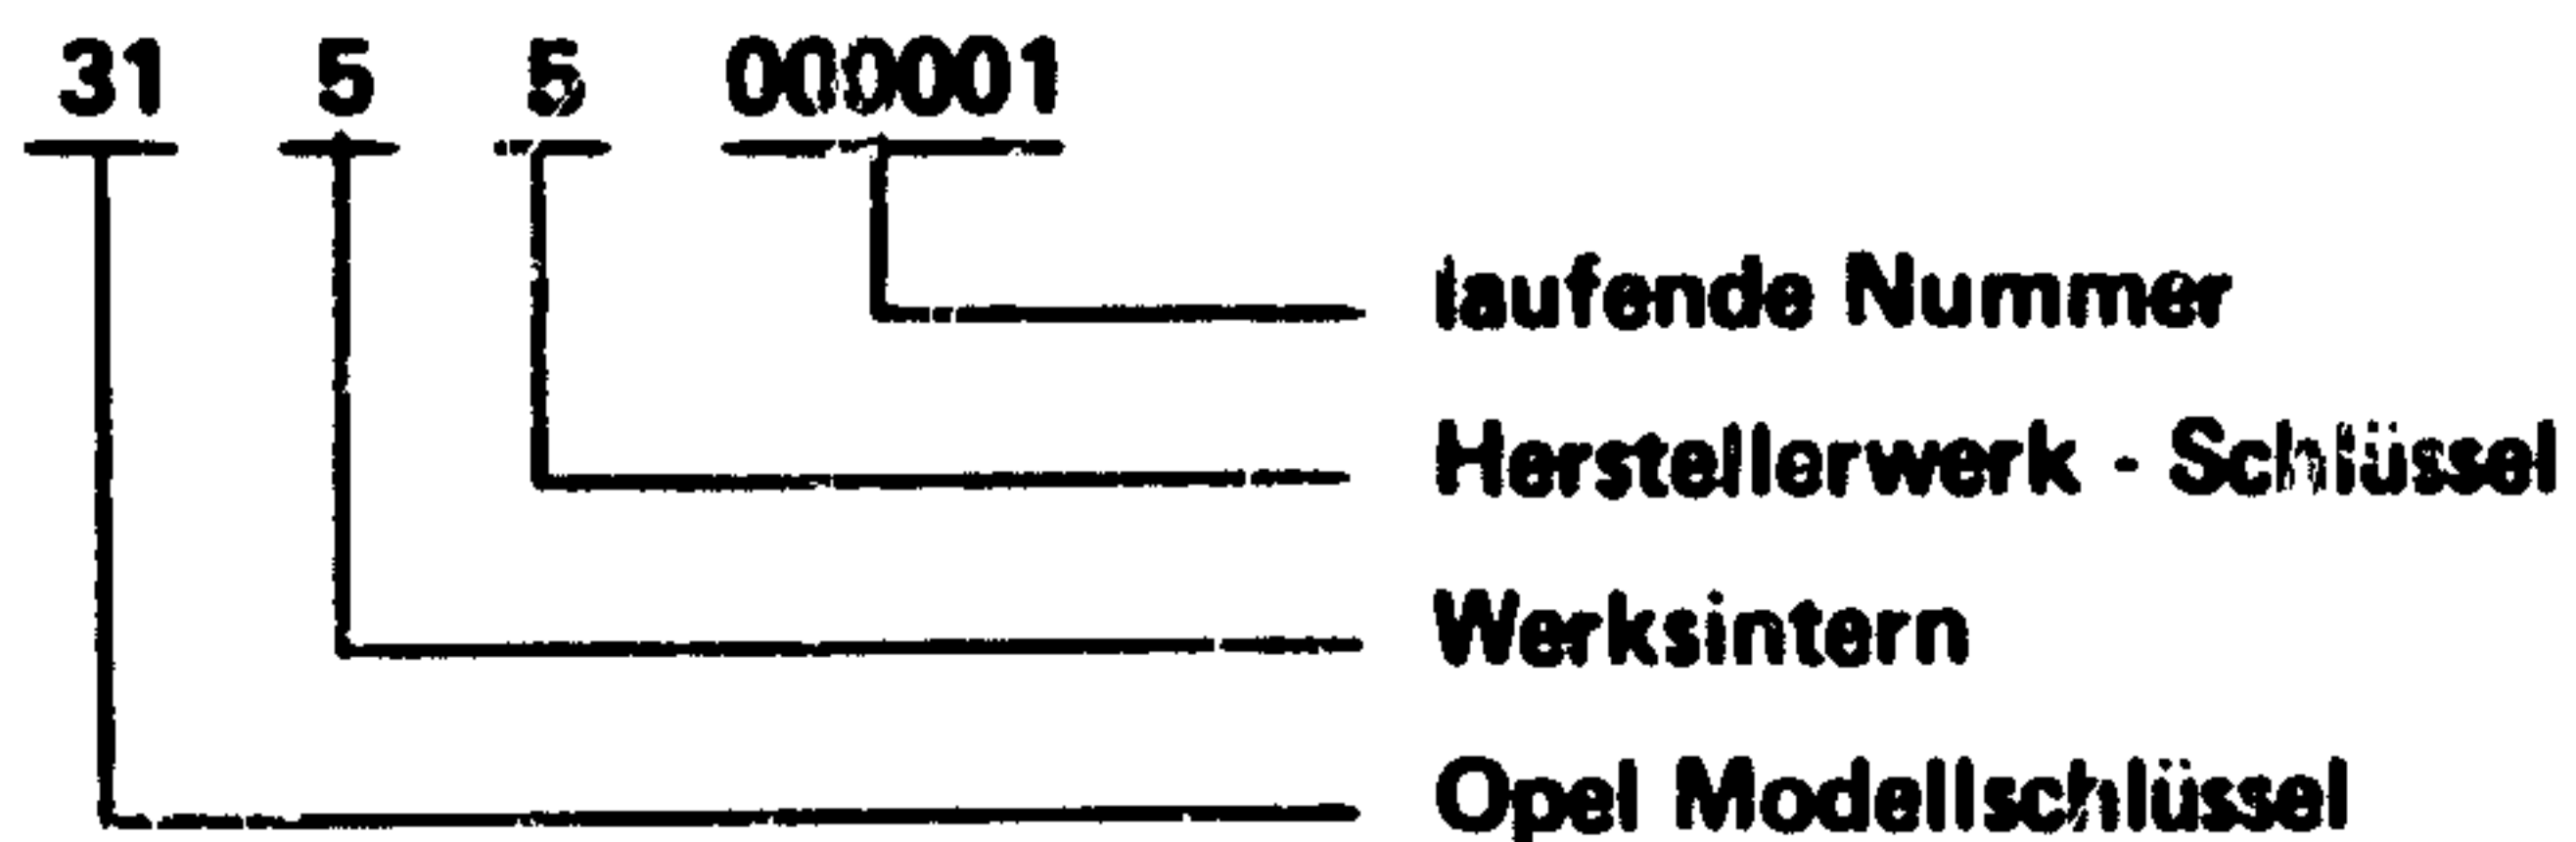 31 5 5 000001
laufende Nummer
Herstellerwerk - Schlüssel
Werksintern
Opel Modellschlüssel